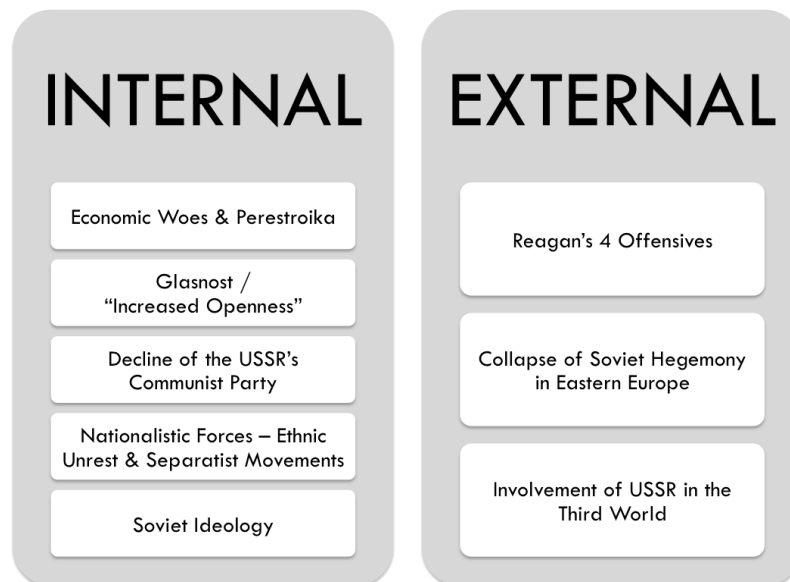 INTERNAL
Economic Woes & Perestroika
Glasnost /
“Increased Openness”
Decline of the USSR’s
Communist Party
Nationalistic Forces – Ethnic
Unrest & Separatist Movements
Soviet Ideology
EXTERNAL
Reagan’s 4 Offensives
Collapse of Soviet Hegemony
in Eastern Europe
Involvement of USSR in the
Third World